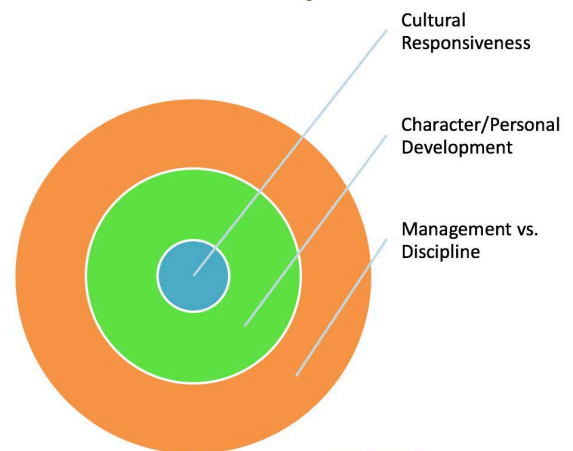 Cultural
Responsiveness
Character/Personal
Development
Management vs.
Discipline